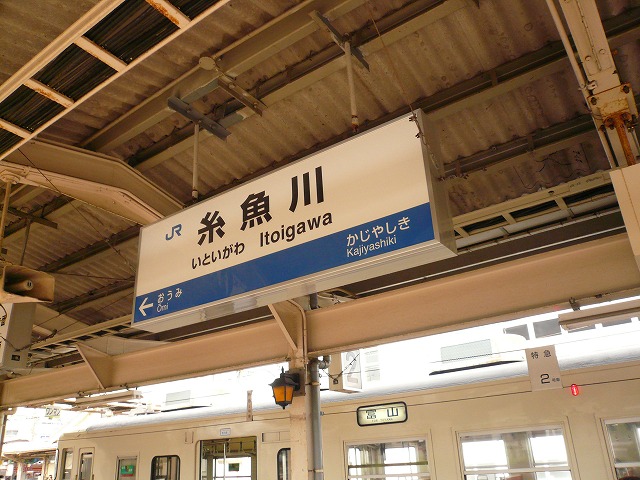 JR
糸魚川
いといがわ Itoigawa
かじやしき
Kajiyashiki
← おうみ
Ōmi
特急
2
富山